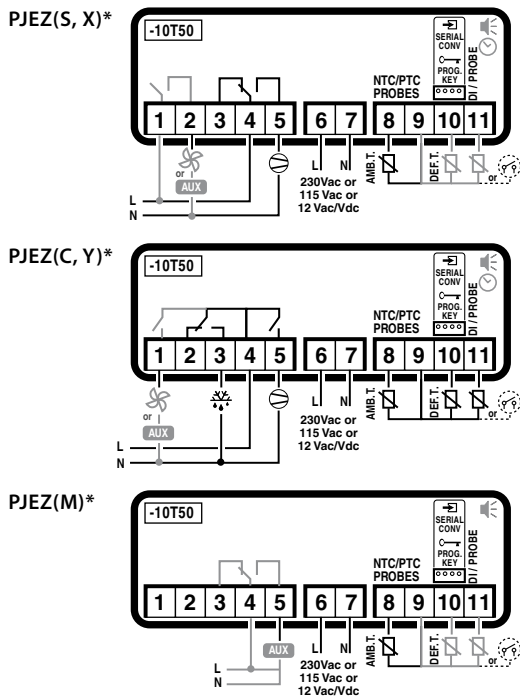 PJEZ(S, X)*
-10T50
SERIAL
CONV
PROG.
KEY
DI / PROBE
NTC/PTC
PROBES
1 2 3 4 5 6 7 8 9 10 11
or
AUX
L
N
L N
230Vac or
115 Vac or
12 Vac/Vdc
AMB.T.
DEF.T.
or
PJEZ(C, Y)*
-10T50
SERIAL
CONV
PROG.
KEY
DI / PROBE
NTC/PTC
PROBES
1 2 3 4 5 6 7 8 9 10 11
or
AUX
L
N
L N
230Vac or
115 Vac or
12 Vac/Vdc
AMB.T.
DEF.T.
or
PJEZ(M)*
-10T50
SERIAL
CONV
PROG.
KEY
DI / PROBE
NTC/PTC
PROBES
1 2 3 4 5 6 7 8 9 10 11
AUX
L
N
L N
230Vac or
115 Vac or
12 Vac/Vdc
AMB.T.
DEF.T.
or